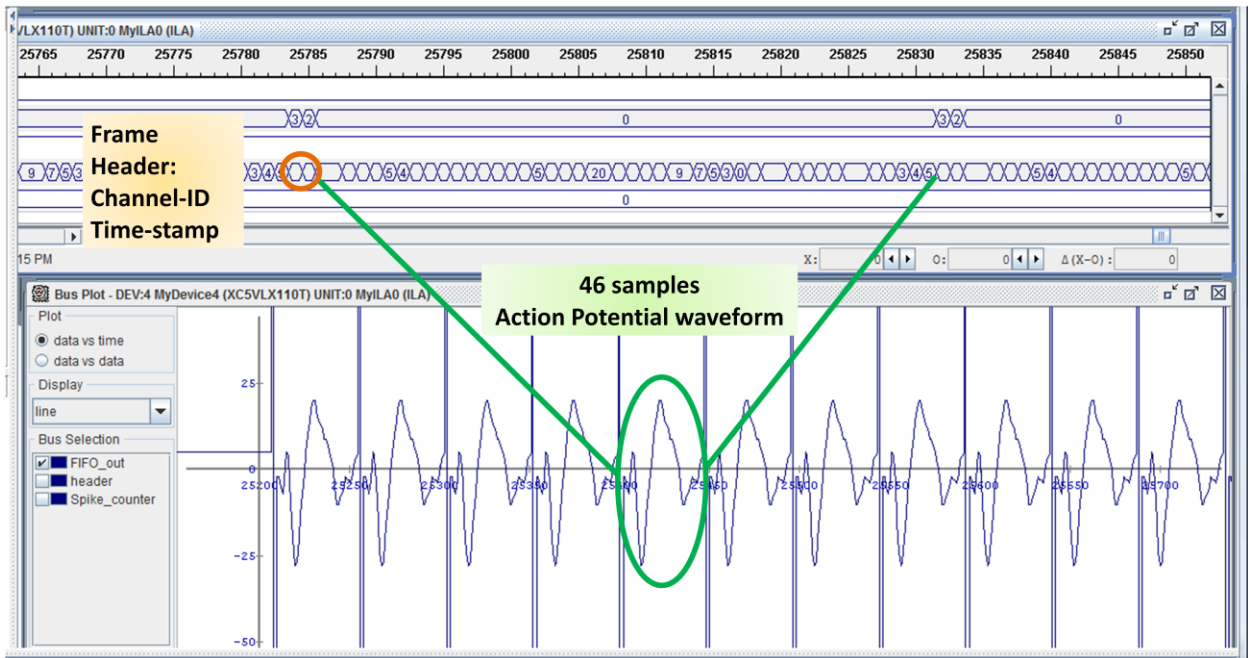 /LX110T) UNIT:0 MyILA0 (ILA)
25765 25770 25775 25780 25785 25790 25795 25800 25805 25810 25815 25820 25825 25830 25835 25840 25845 25850
3 2 0 3 2 0
Frame
Header:
Channel-ID
Time-stamp
9 7 5 3 3 4 5 4 5 20 9 7 5 3 0 3 4 5 5 4 5
0
15 PM X: 0 O: 0 Δ(X-O): 0
46 samples
Action Potential waveform
Bus Plot - DEV:4 MyDevice4 (XC5VLX110T) UNIT:0 MyILA0 (ILA)
Plot
data vs time
data vs data
Display
line
Bus Selection
FIFO_out
header
Spike_counter
25
0
25200 25250 25300 25350 25400 25450 25500 25550 25600 25650 25700
-25
-50